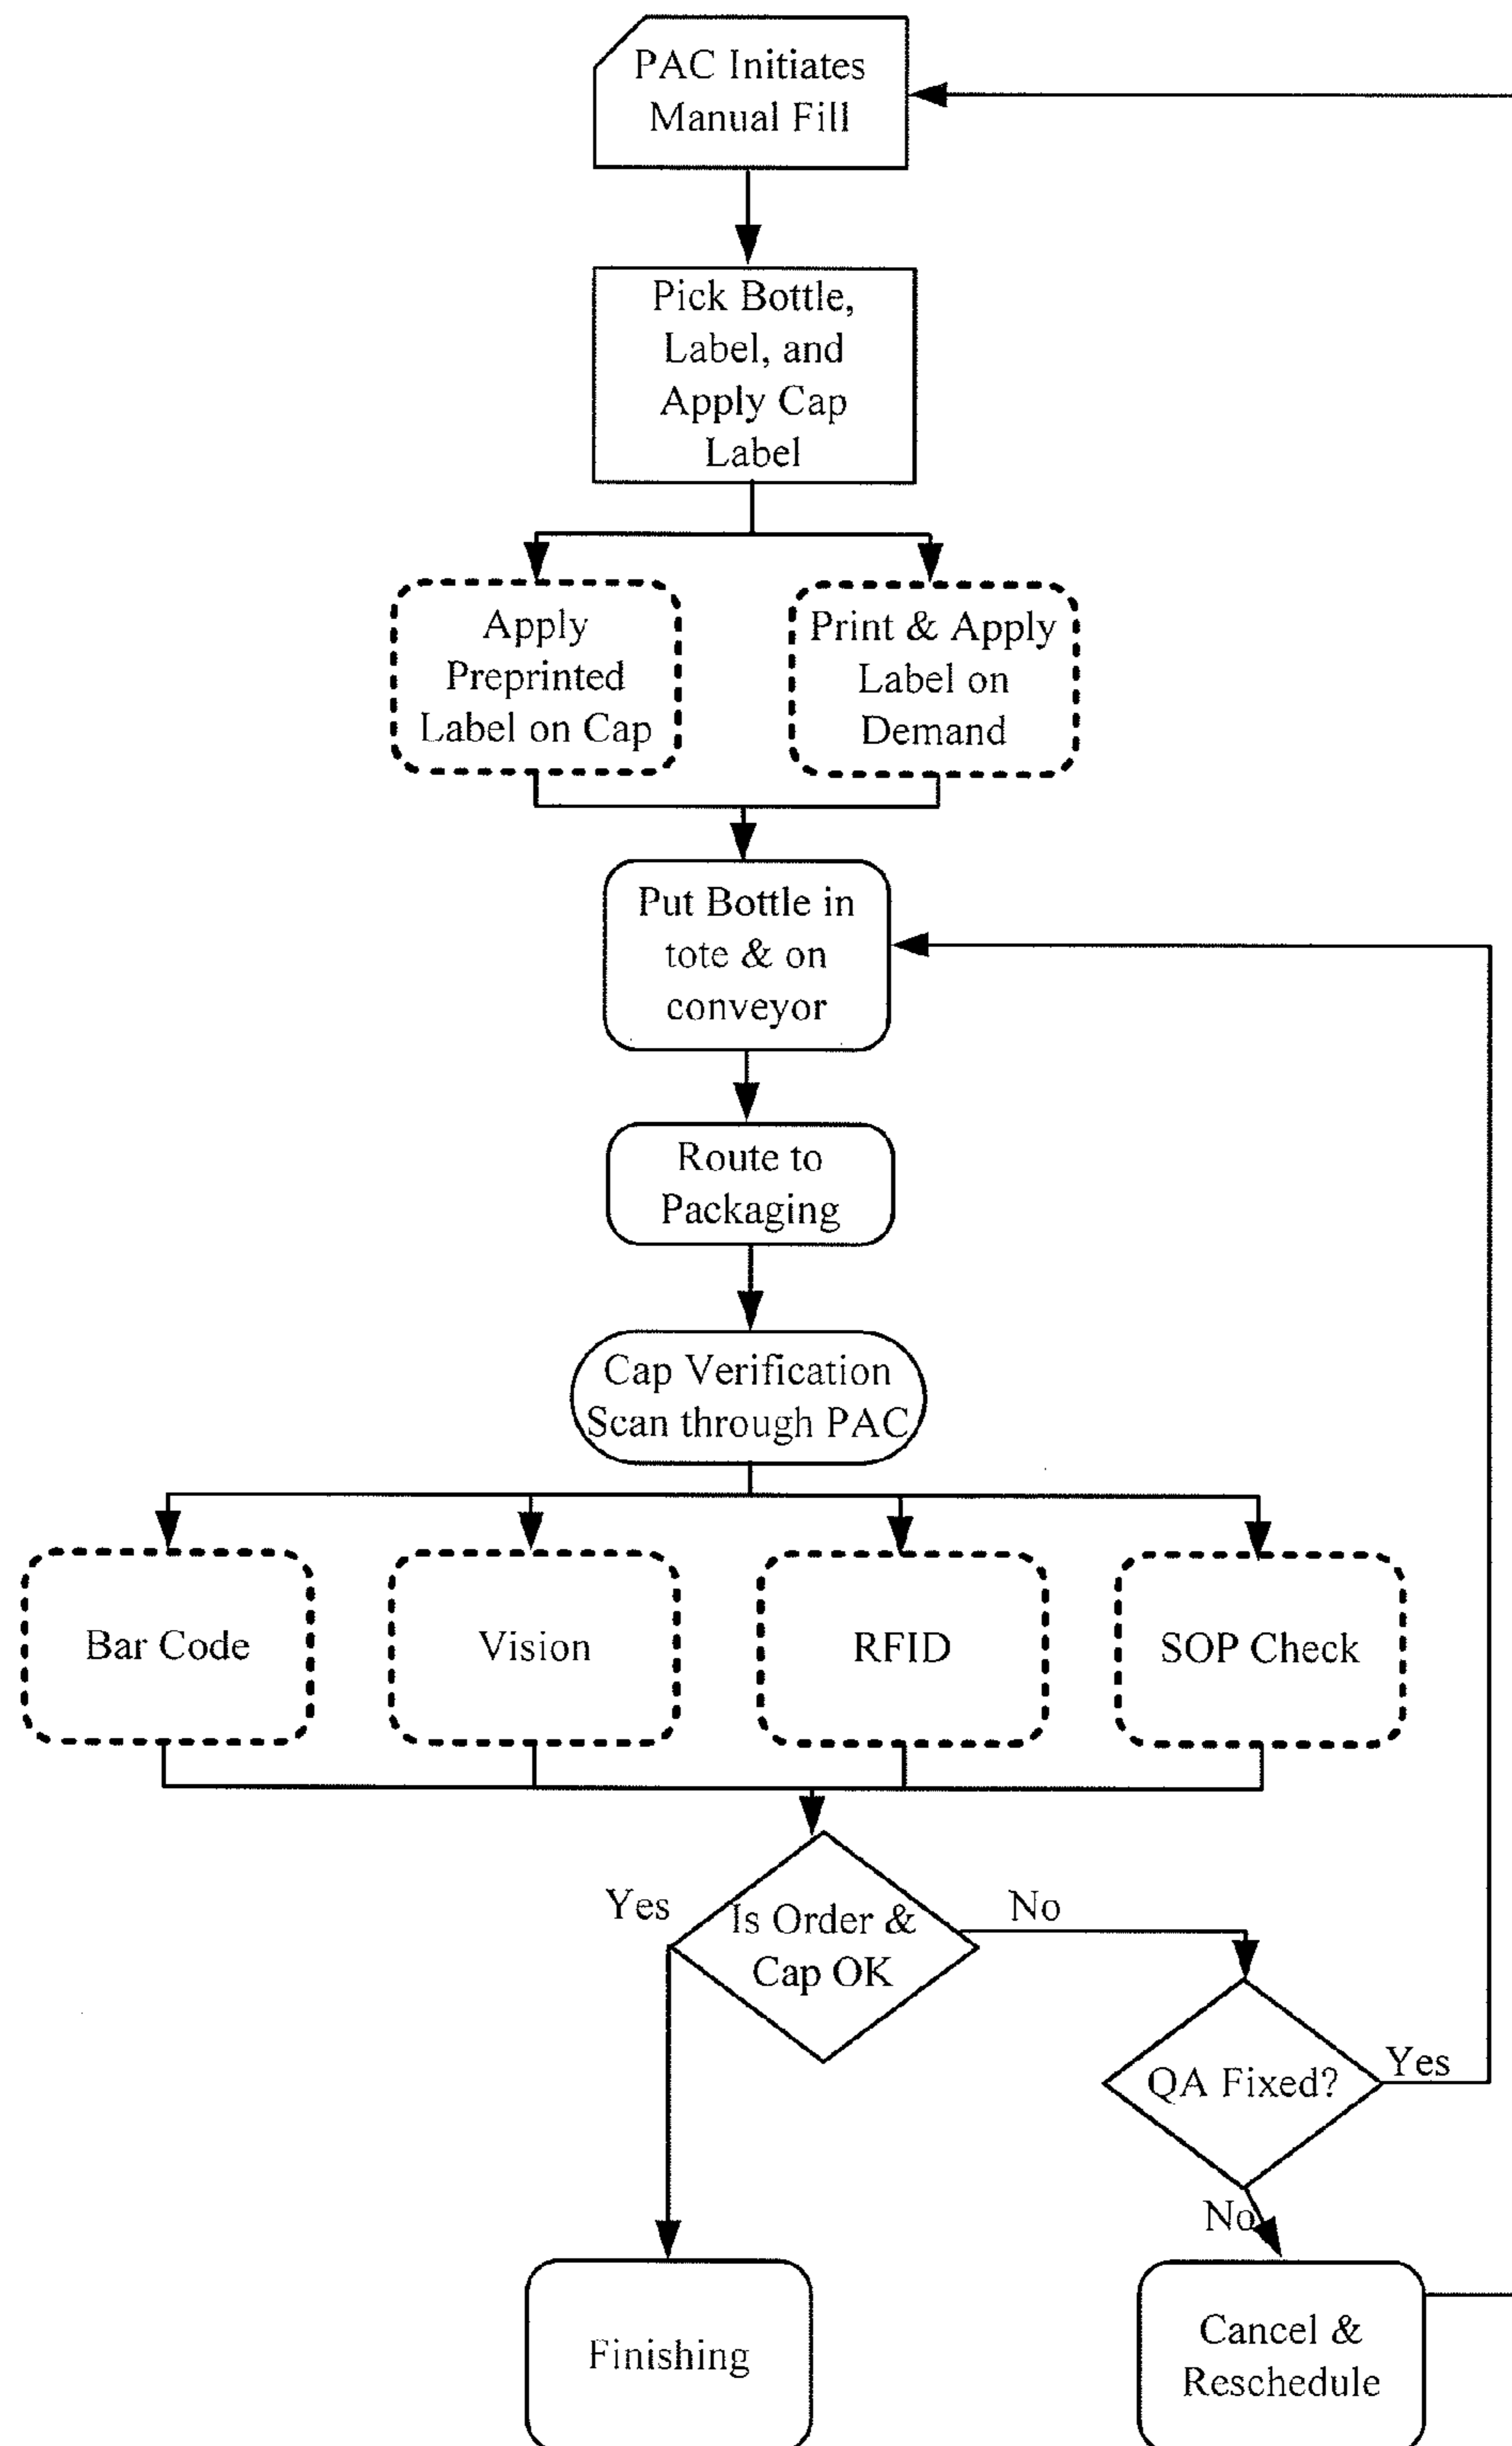 PAC Initiates
Manual Fill
Pick Bottle,
Label, and
Apply Cap
Label
Apply
Preprinted
Label on Cap
Print & Apply
Label on
Demand
Put Bottle in
tote & on
conveyor
Route to
Packaging
Cap Verification
Scan through PAC
Bar Code
Vision
RFID
SOP Check
Yes
Is Order &
Cap OK
No
QA Fixed?
Yes
No
Finishing
Cancel &
Reschedule